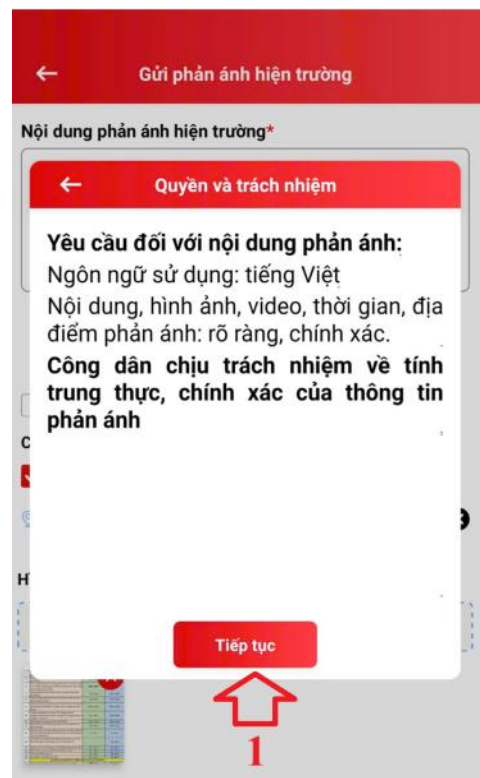 Gửi phản ánh hiện trường
Nội dung phản ánh hiện trường*
Quyền và trách nhiệm
Yêu cầu đối với nội dung phản ánh:
Ngôn ngữ sử dụng: tiếng Việt
Nội dung, hình ảnh, video, thời gian, địa
điểm phản ánh: rõ ràng, chính xác.
Công dân chịu trách nhiệm về tính
trung thực, chính xác của thông tin
phản ánh
C
H
Tiếp tục
1